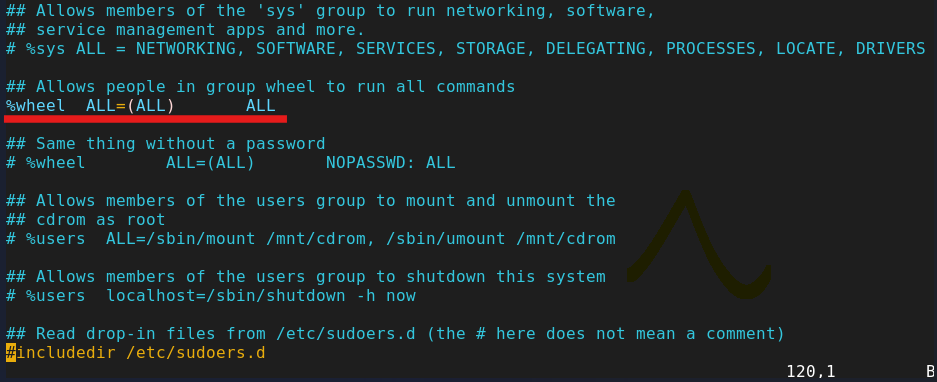 ## Allows members of the 'sys' group to run networking, software,
## service management apps and more.
# %sys ALL = NETWORKING, SOFTWARE, SERVICES, STORAGE, DELEGATING, PROCESSES, LOCATE, DRIVERS
## Allows people in group wheel to run all commands
%wheel  ALL=(ALL)       ALL
## Same thing without a password
# %wheel        ALL=(ALL)       NOPASSWD: ALL
## Allows members of the users group to mount and unmount the
## cdrom as root
# %users  ALL=/sbin/mount /mnt/cdrom, /sbin/umount /mnt/cdrom
## Allows members of the users group to shutdown this system
# %users  localhost=/sbin/shutdown -h now
## Read drop-in files from /etc/sudoers.d (the # here does not mean a comment)
#includedir /etc/sudoers.d
120,1         B